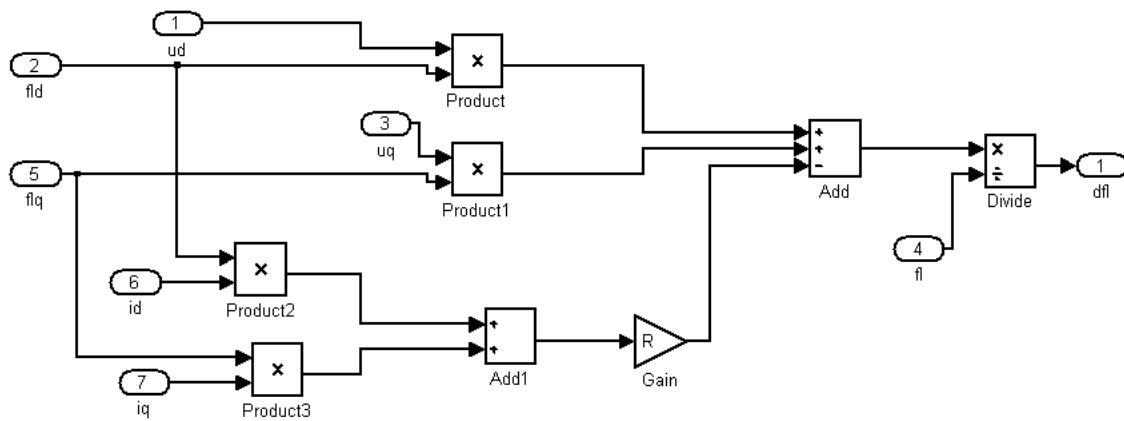 1
ud
2
fld
×
Product
3
uq
5
flq
×
Product1
+
+
−
Add
×
÷
Divide
1
dfl
4
fl
6
id
×
Product2
7
iq
×
Product3
+
+
Add1
R
Gain